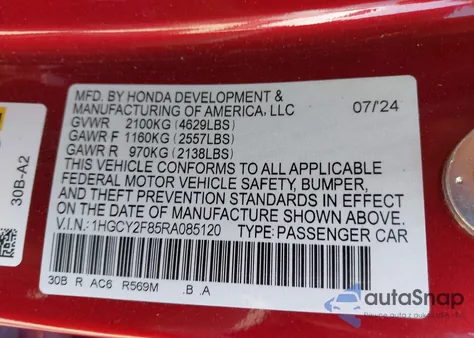 MFD. BY HONDA DEVELOPMENT &
MANUFACTURING OF AMERICA, LLC 07/'24
GVWR 2100KG (4629LBS)
GAWR F 1160KG (2557LBS)
GAWR R 970KG (2138LBS)
THIS VEHICLE CONFORMS TO ALL APPLICABLE
FEDERAL MOTOR VEHICLE SAFETY, BUMPER,
AND THEFT PREVENTION STANDARDS IN EFFECT
ON THE DATE OF MANUFACTURE SHOWN ABOVE.
V.I.N.: 1HGCY2F85RA085120 TYPE: PASSENGER CAR
30B R AC6 R569M .B .A
30B-A2
autoSnap